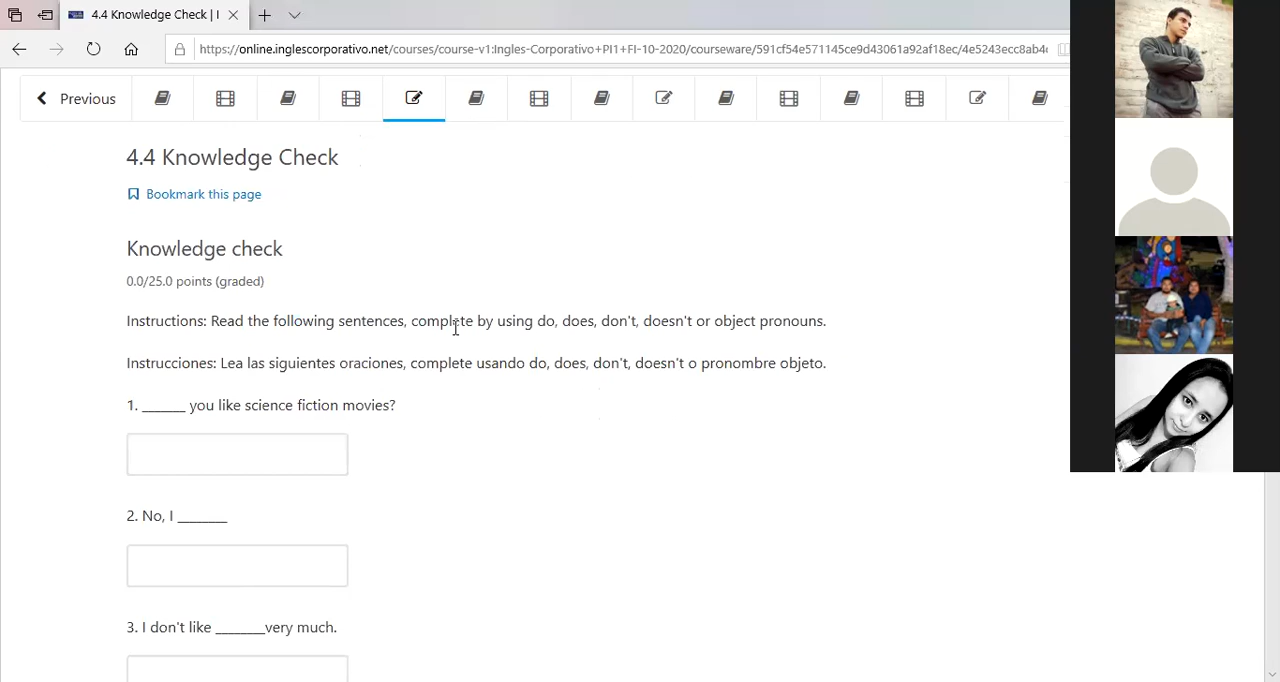 4.4 Knowledge Check | I
https://online.inglescorporativo.net/courses/course-v1:Ingles-Corporativo+PI1+FI-10-2020/courseware/591cf54e571145ce9d43061a92af18ec/4e5243ecc8ab4c
Previous
4.4 Knowledge Check
Bookmark this page
Knowledge check
0.0/25.0 points (graded)
Instructions: Read the following sentences, complete by using do, does, don't, doesn't or object pronouns.
Instrucciones: Lea las siguientes oraciones, complete usando do, does, don't, doesn't o pronombre objeto.
1. _______ you like science fiction movies?
2. No, I ________
3. I don't like ________very much.